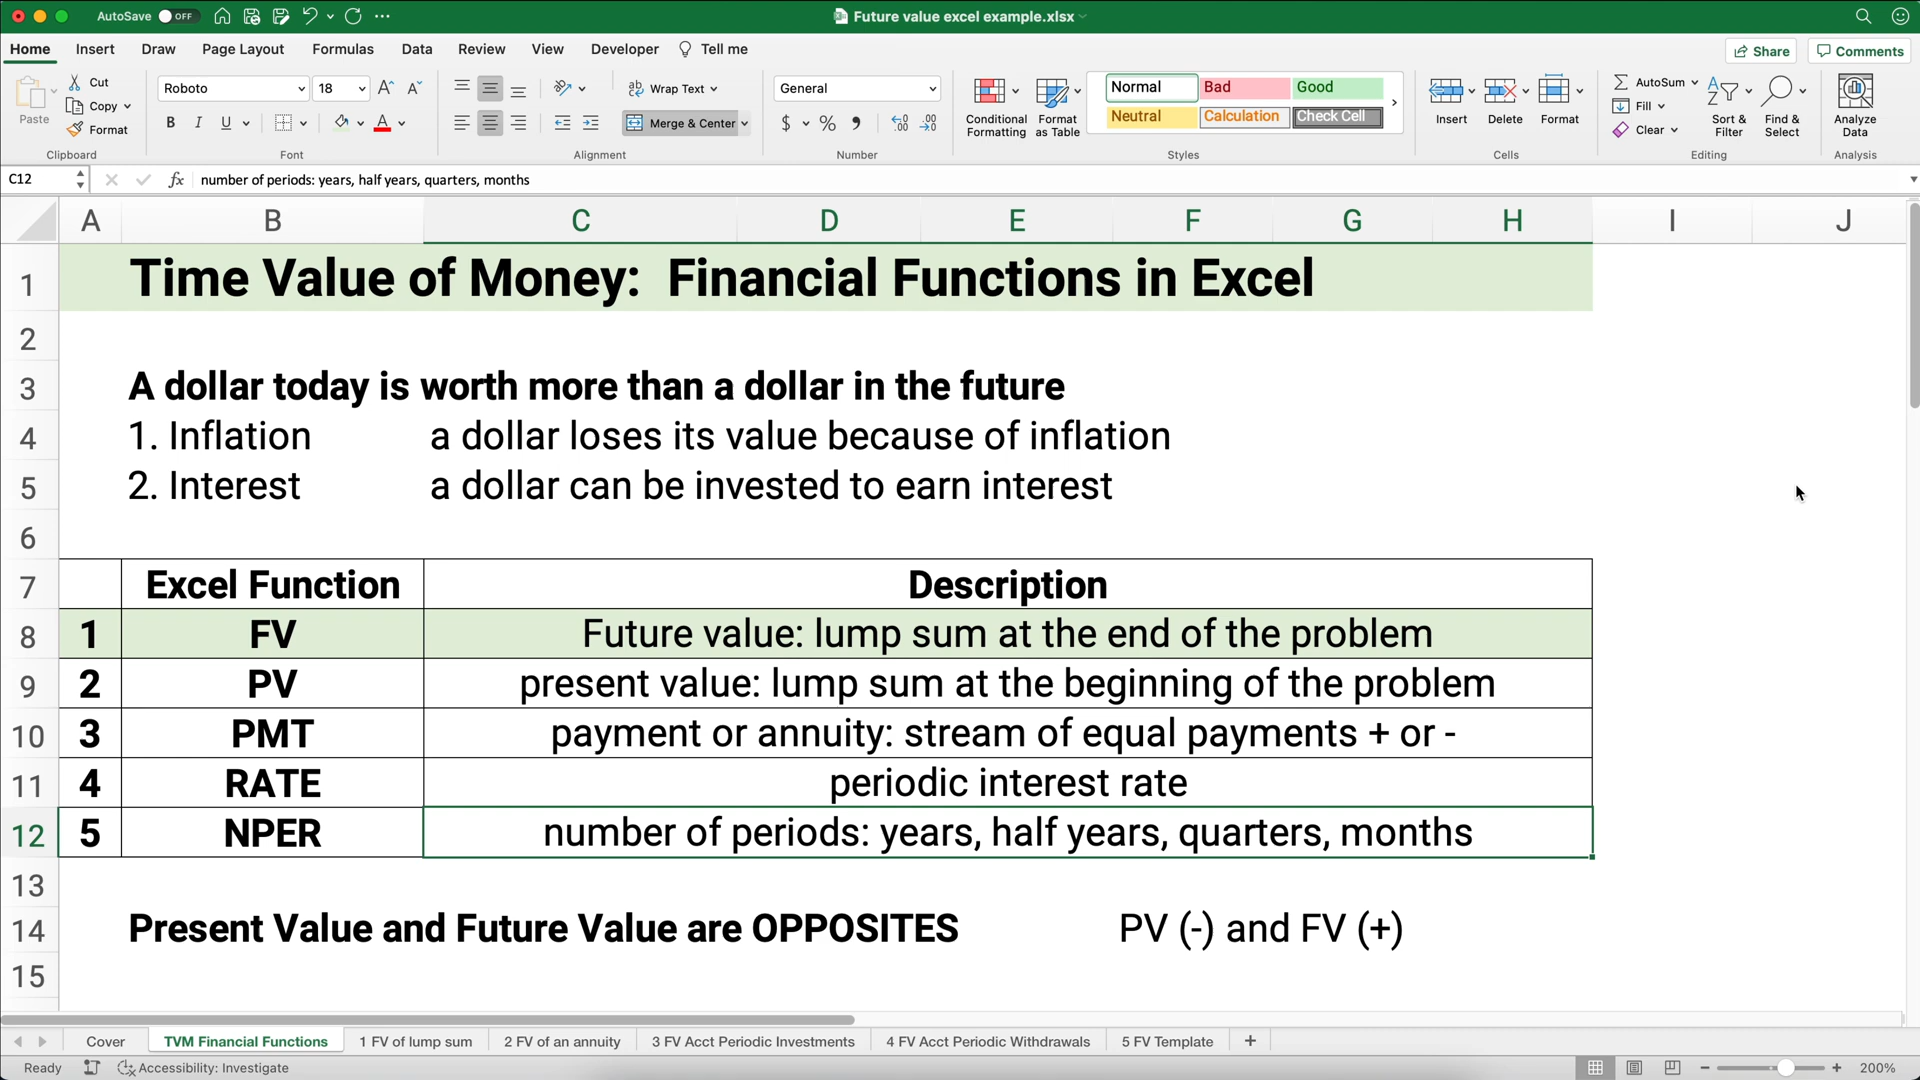 AutoSave OFF
Future value excel example.xlsx
Home Insert Draw Page Layout Formulas Data Review View Developer Tell me
Share Comments
Paste
Cut
Copy
Format
Clipboard
Roboto 18
B I U
Font
Wrap Text
Merge & Center
Alignment
General
$ % 9
Number
Conditional Formatting
Format as Table
Normal Bad Good
Neutral Calculation Check Cell
Styles
Insert Delete Format
Cells
AutoSum
Fill
Clear
Sort & Filter
Find & Select
Editing
Analyze Data
Analysis
C12 fx number of periods: years, half years, quarters, months
A B C D E F G H I J
1 Time Value of Money: Financial Functions in Excel
2
3 A dollar today is worth more than a dollar in the future
4 1. Inflation a dollar loses its value because of inflation
5 2. Interest a dollar can be invested to earn interest
6
7 Excel Function Description
8 1 FV Future value: lump sum at the end of the problem
9 2 PV present value: lump sum at the beginning of the problem
10 3 PMT payment or annuity: stream of equal payments + or -
11 4 RATE periodic interest rate
12 5 NPER number of periods: years, half years, quarters, months
13
14 Present Value and Future Value are OPPOSITES PV (-) and FV (+)
15
Cover TVM Financial Functions 1 FV of lump sum 2 FV of an annuity 3 FV Acct Periodic Investments 4 FV Acct Periodic Withdrawals 5 FV Template +
Ready Accessibility: Investigate 200%